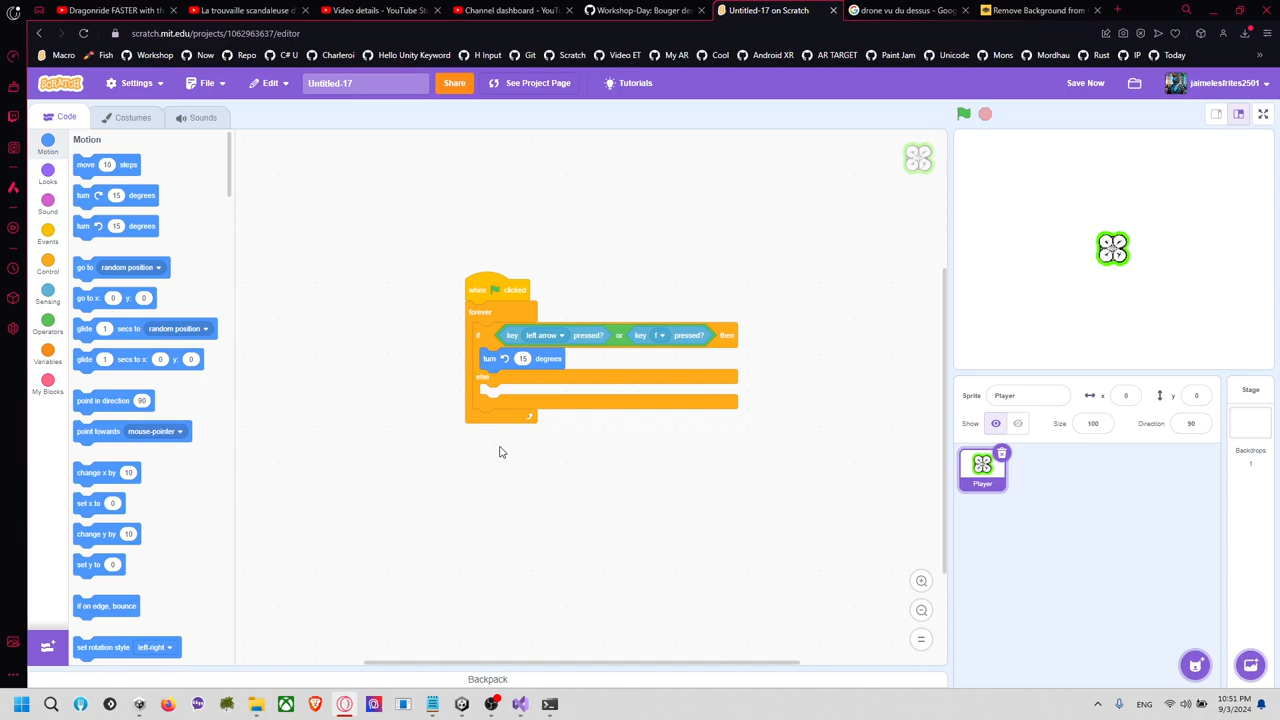 Dragonride FASTER with th
La trouvaille scandaleuse d
Video details - YouTube St
Channel dashboard - YouT
Workshop-Day: Bouger de
Untitled-17 on Scratch
drone vu du dessus - Goog
Remove Background from I
scratch.mit.edu/projects/1062963637/editor
Macro
Fish
Workshop
Now
Repo
C# U
Charleroi
Hello Unity Keyword
H Input
Git
Scratch
Video ET
My AR
Cool
Android XR
AR TARGET
Paint Jam
Unicode
Mons
Mordhau
Rust
IP
Today
SCRATCH
Settings
File
Edit
Untitled-17
Share
See Project Page
Tutorials
Save Now
jaimelesfrites2501
Code
Costumes
Sounds
Motion
Looks
Sound
Events
Control
Sensing
Operators
Variables
My Blocks
Motion
move 10 steps
turn 15 degrees
turn 15 degrees
go to random position
go to x: 0 y: 0
glide 1 secs to random position
glide 1 secs to x: 0 y: 0
point in direction 90
point towards mouse-pointer
change x by 10
set x to 0
change y by 10
set y to 0
if on edge, bounce
set rotation style left-right
when clicked
forever
if key left arrow pressed? or key f pressed? then
turn 15 degrees
else
Backpack
Sprite Player x 0 y 0
Show Size 100 Direction 90
Player
Stage
Backdrops
1
10:51 PM
9/3/2024